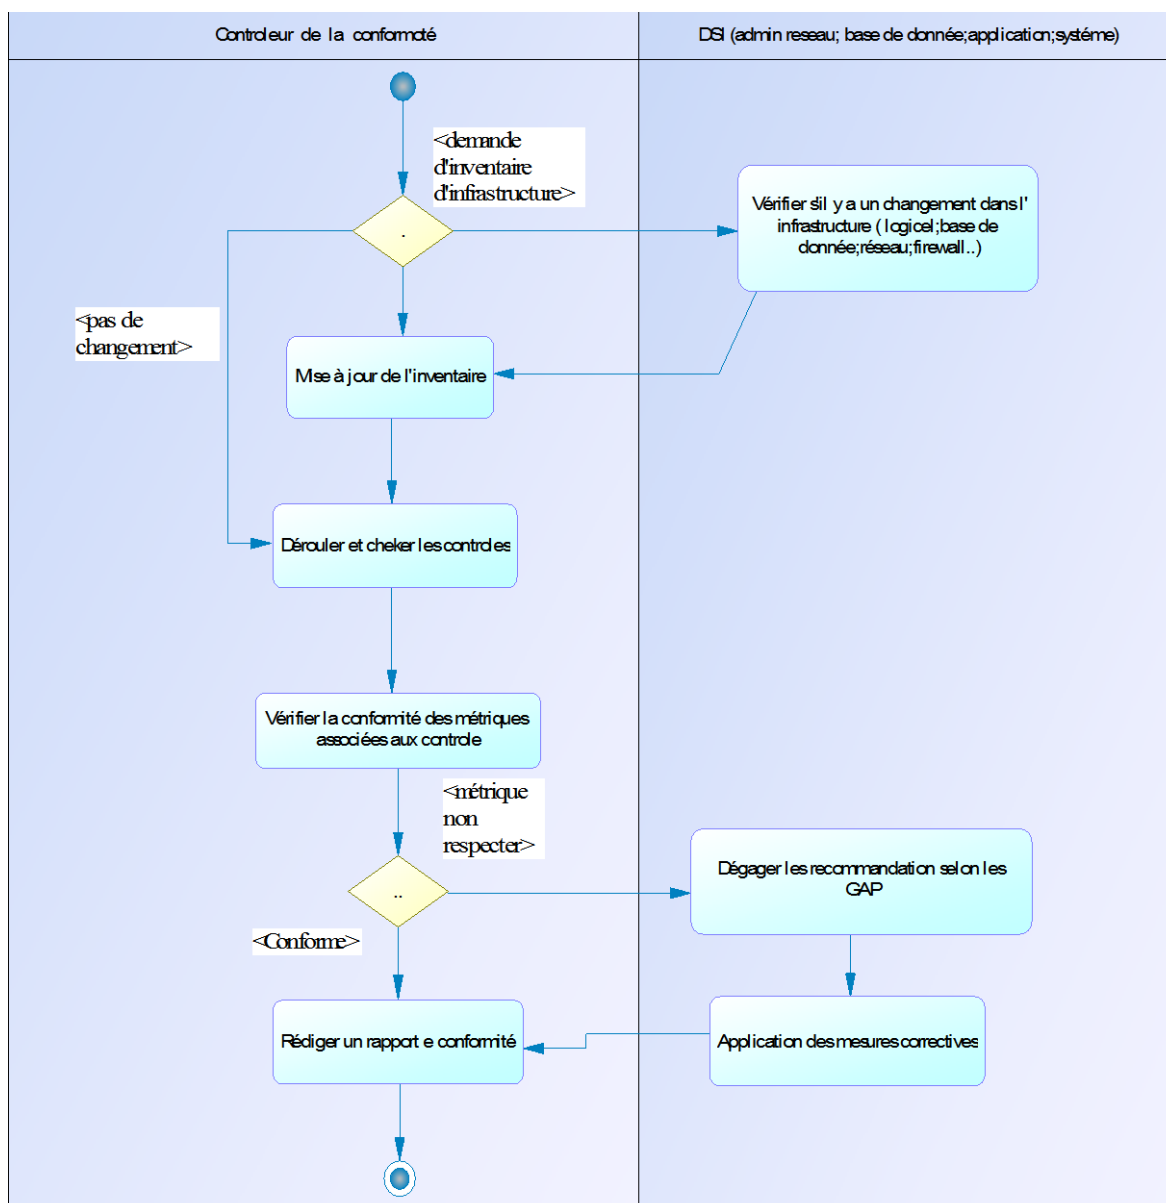 Controleur de la conformoté
DSI (admin reseau; base de donnée;application;systéme)
<demande
d'inventaire
d'infrastructure>
.
Vérifier s'il y a un changement dans l'
infrastructure ( logicel;base de
donnée;réseau;firewall..)
<pas de
changement>
Mise à jour de l'inventaire
Dérouler et cheker les controles
Vérifier la conformité des métriques
associées aux controle
<métrique
non
respecter>
..
Dégager les recommandation selon les
GAP
<Conforme>
Rédiger un rapport e conformité
Application des mesures correctives